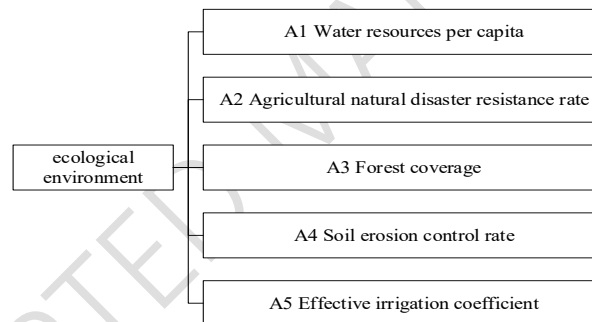 A1 Water resources per capita
A2 Agricultural natural disaster resistance rate
ecological
environment
A3 Forest coverage
A4 Soil erosion control rate
A5 Effective irrigation coefficient